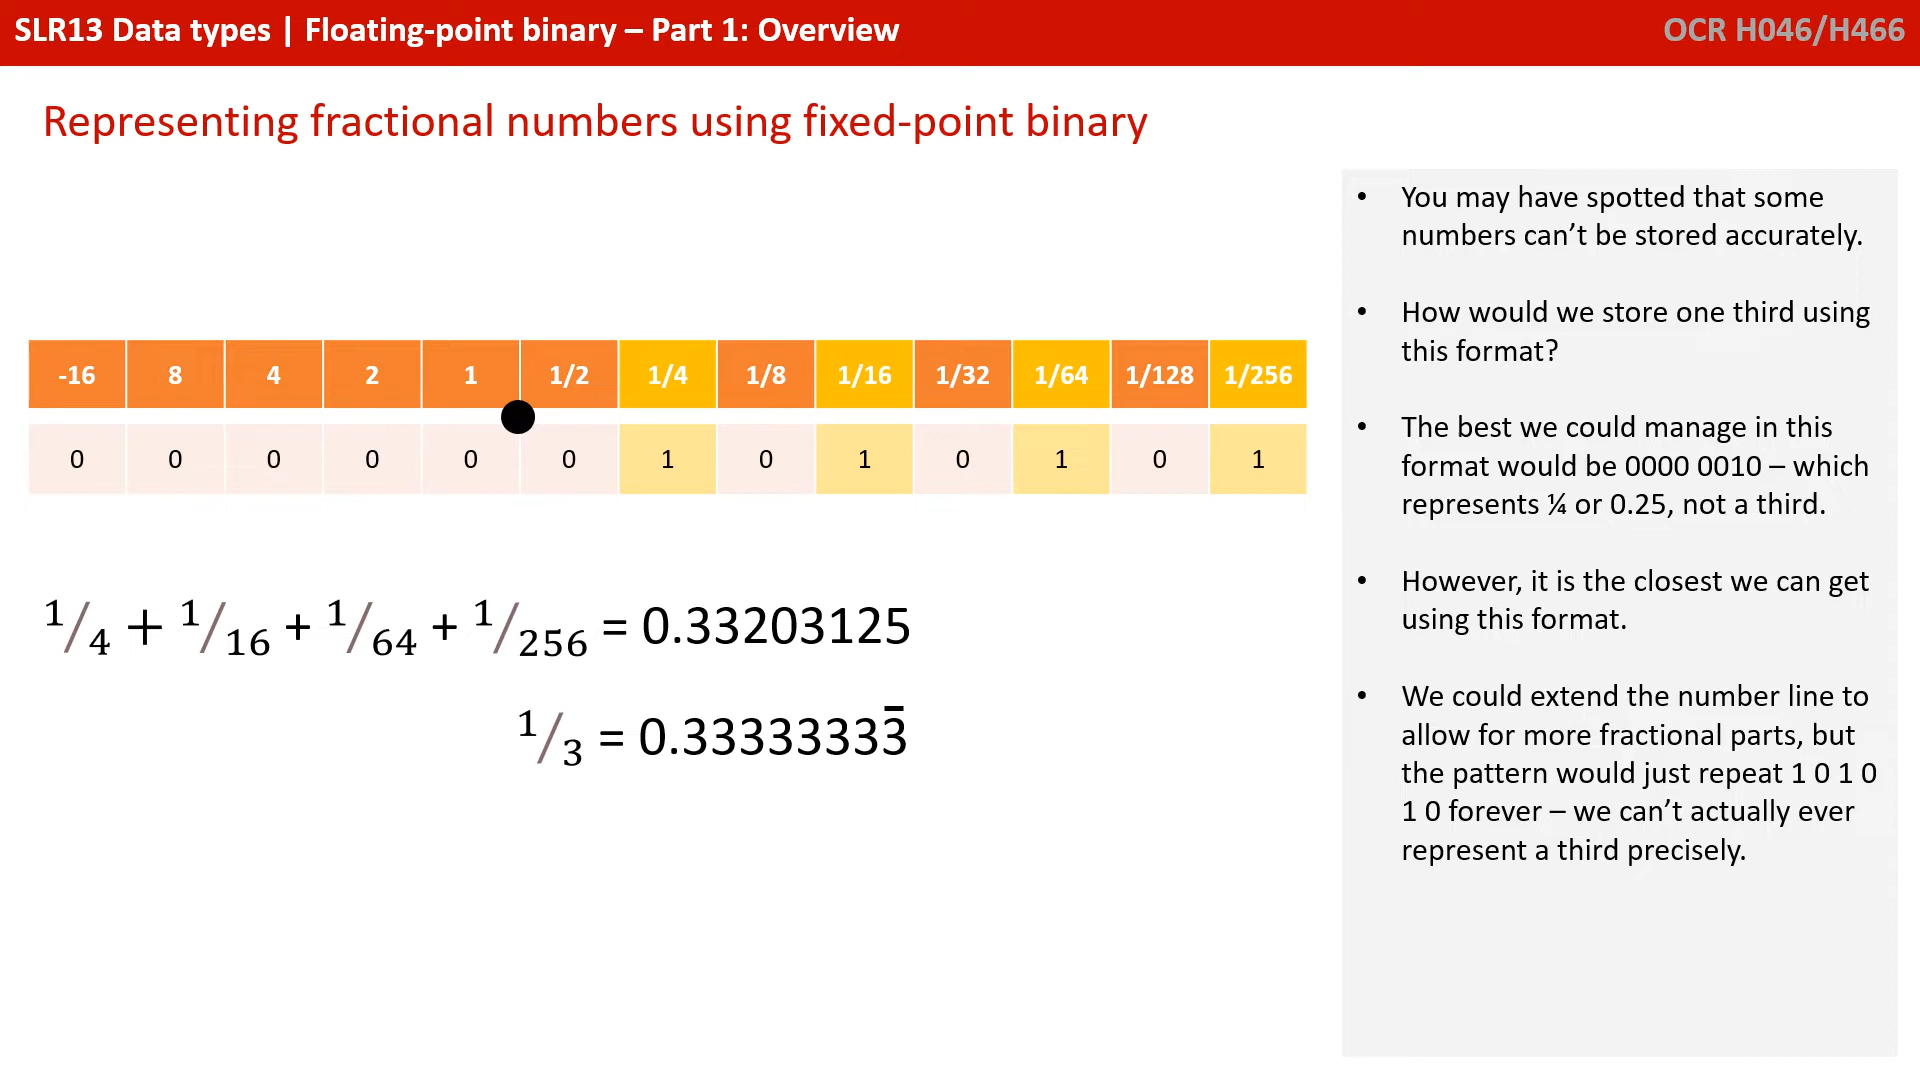 SLR13 Data types | Floating-point binary – Part 1: Overview
OCR H046/H466
Representing fractional numbers using fixed-point binary
-16 8 4 2 1 1/2 1/4 1/8 1/16 1/32 1/64 1/128 1/256
0 0 0 0 0 0 1 0 1 0 1 0 1
1/4 + 1/16 + 1/64 + 1/256 = 0.33203125
1/3 = 0.33333333̅
• You may have spotted that some
numbers can’t be stored accurately.
• How would we store one third using
this format?
• The best we could manage in this
format would be 0000 0010 – which
represents ¼ or 0.25, not a third.
• However, it is the closest we can get
using this format.
• We could extend the number line to
allow for more fractional parts, but
the pattern would just repeat 1 0 1 0
1 0 forever – we can’t actually ever
represent a third precisely.